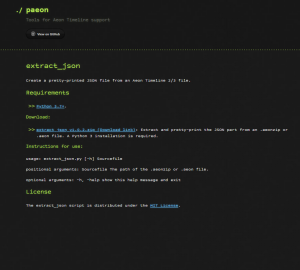 ./ paeon
Tools for Aeon Timeline support
View on GitHub
extract_json
Create a pretty-printed JSON file from an Aeon Timeline 2/3 file.
Requirements
>> Python 3.7+.
Download:
>> extract_json v1.0.2.zip [Download link]: Extract and pretty-print the JSON part from an .aeonzip or
.aeon file. A Python 3 installation is required.
Instructions for use:
usage: extract_json.py [-h] Sourcefile
positional arguments: Sourcefile The path of the .aeonzip or .aeon file.
optional arguments: -h, -help show this help message and exit
License
The extract_json script is distributed under the MIT License.